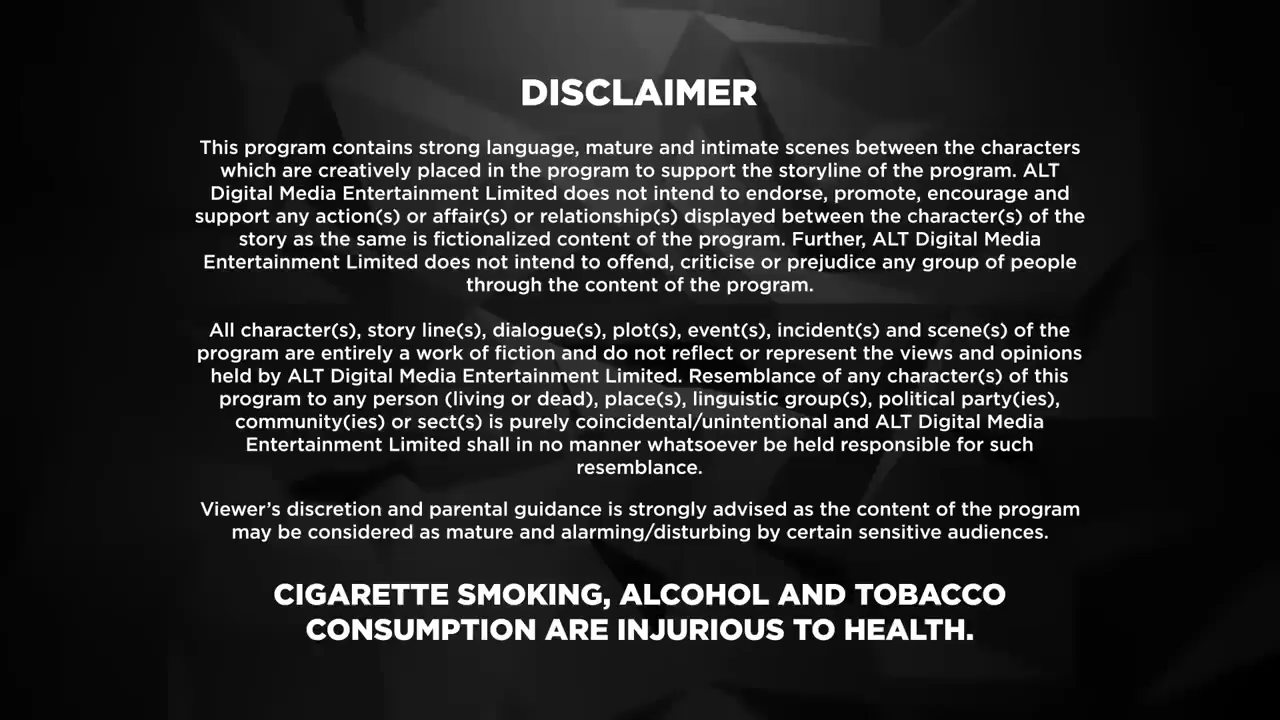 DISCLAIMER
This program contains strong language, mature and intimate scenes between the characters
which are creatively placed in the program to support the storyline of the program. ALT
Digital Media Entertainment Limited does not intend to endorse, promote, encourage and
support any action(s) or affair(s) or relationship(s) displayed between the character(s) of the
story as the same is fictionalized content of the program. Further, ALT Digital Media
Entertainment Limited does not intend to offend, criticise or prejudice any group of people
through the content of the program.
All character(s), story line(s), dialogue(s), plot(s), event(s), incident(s) and scene(s) of the
program are entirely a work of fiction and do not reflect or represent the views and opinions
held by ALT Digital Media Entertainment Limited. Resemblance of any character(s) of this
program to any person (living or dead), place(s), linguistic group(s), political party(ies),
community(ies) or sect(s) is purely coincidental/unintentional and ALT Digital Media
Entertainment Limited shall in no manner whatsoever be held responsible for such
resemblance.
Viewer's discretion and parental guidance is strongly advised as the content of the program
may be considered as mature and alarming/disturbing by certain sensitive audiences.
CIGARETTE SMOKING, ALCOHOL AND TOBACCO
CONSUMPTION ARE INJURIOUS TO HEALTH.